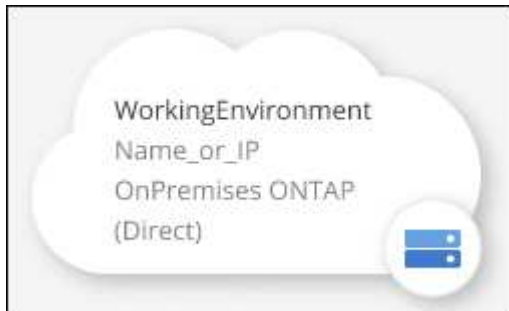 WorkingEnvironment
Name_or_IP
OnPremises ONTAP
(Direct)